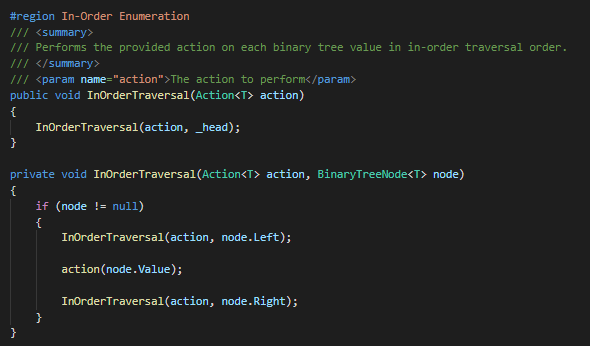 #region In-Order Enumeration
/// <summary>
/// Performs the provided action on each binary tree value in in-order traversal order.
/// </summary>
/// <param name="action">The action to perform</param>
public void InOrderTraversal(Action<T> action)
{
    InOrderTraversal(action, _head);
}

private void InOrderTraversal(Action<T> action, BinaryTreeNode<T> node)
{
    if (node != null)
    {
        InOrderTraversal(action, node.Left);

        action(node.Value);

        InOrderTraversal(action, node.Right);
    }
}